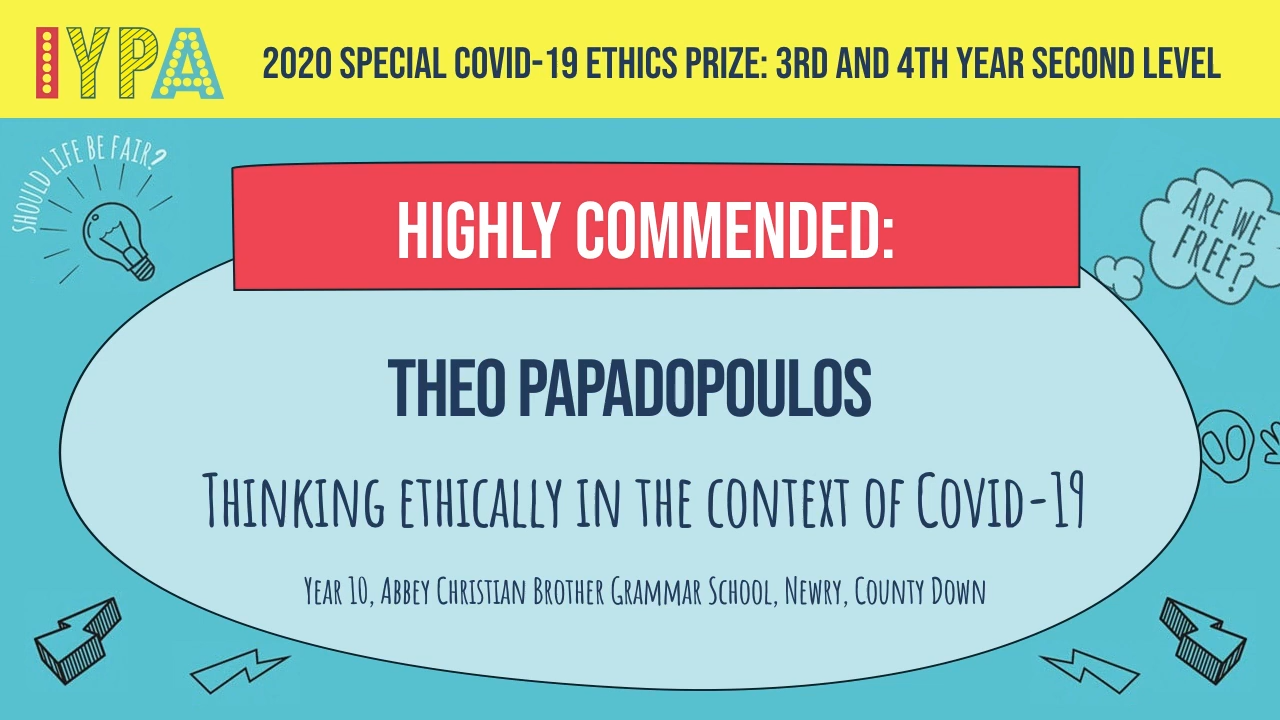 IYPA
2020 SPECIAL COVID-19 ETHICS PRIZE: 3RD AND 4TH YEAR SECOND LEVEL
SHOULD LIFE BE FAIR?
ARE WE
FREE?
HIGHLY COMMENDED:
THEO PAPADOPOULOS
Thinking ethically in the context of Covid-19
Year 10, Abbey Christian Brother Grammar School, Newry, County Down